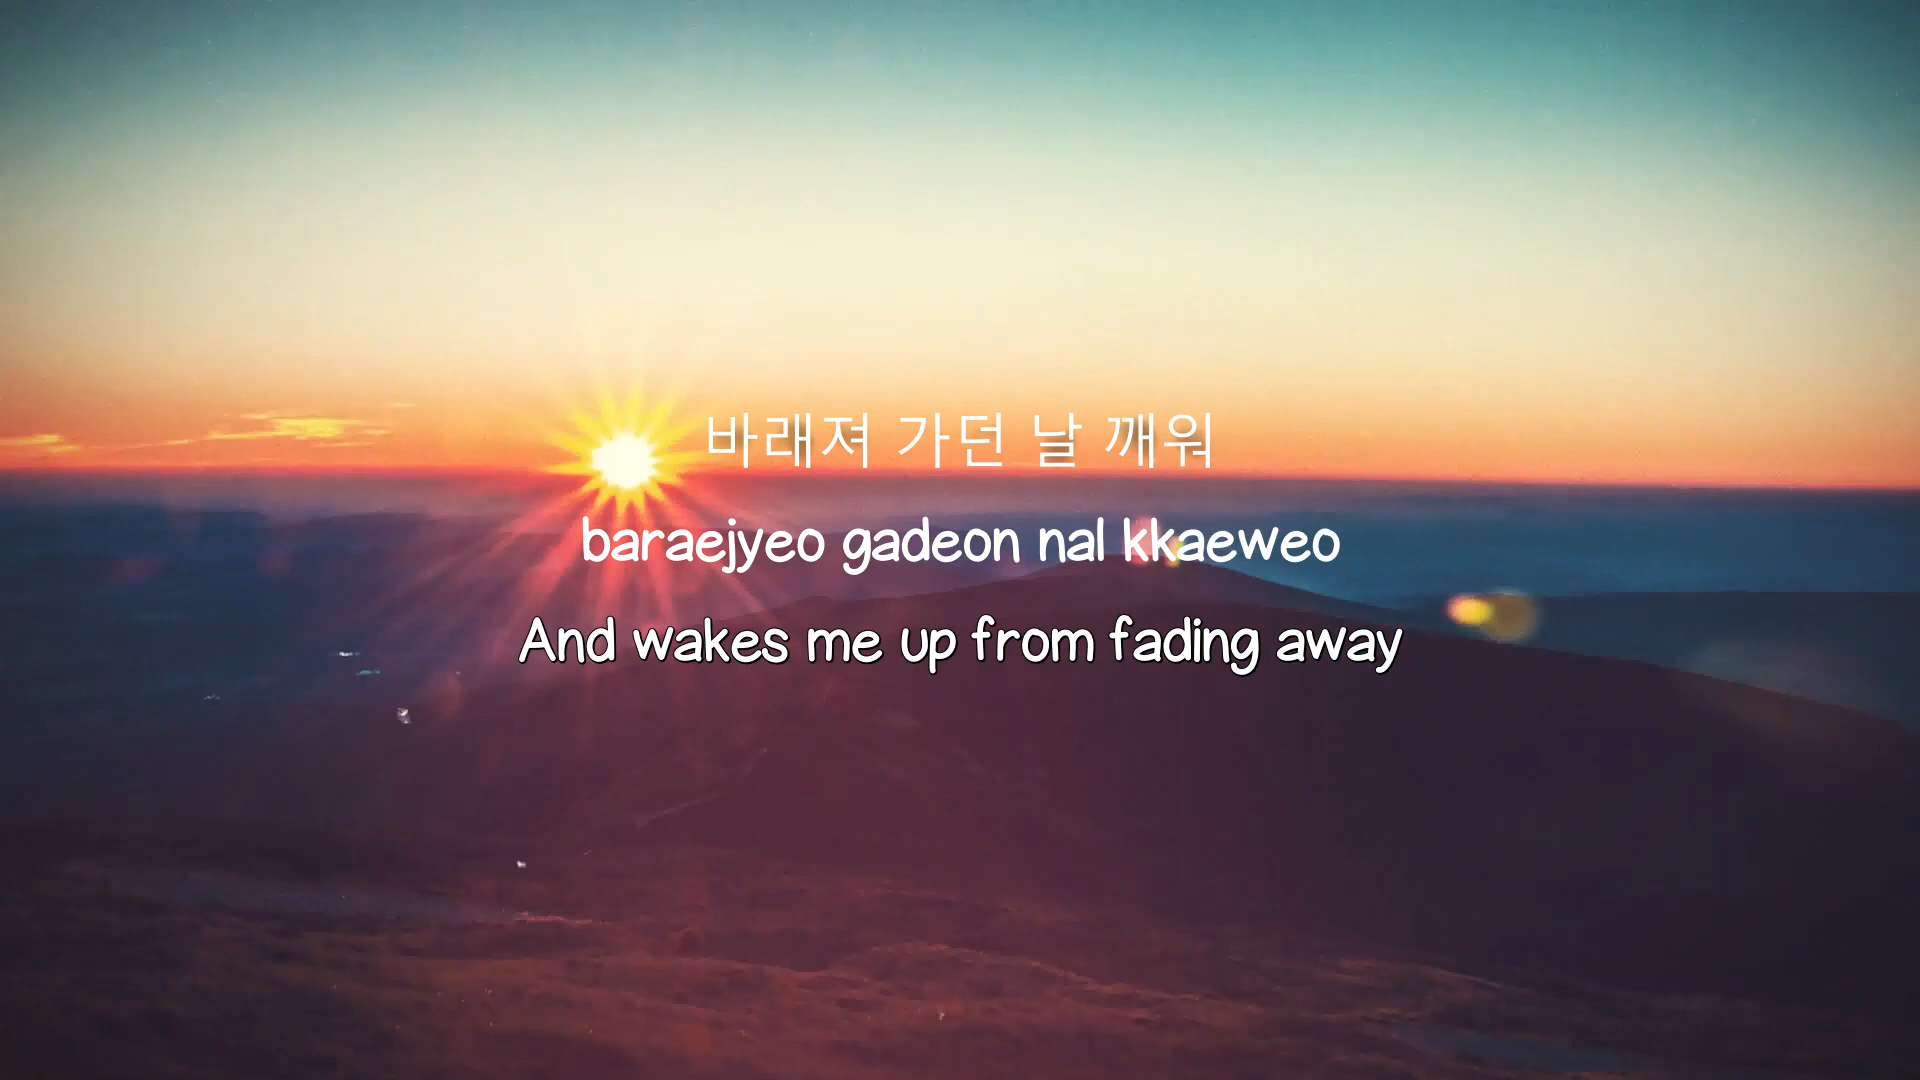 바래져 가던 날 깨워
baraejyeo gadeon nal kkaeweo
And wakes me up from fading away